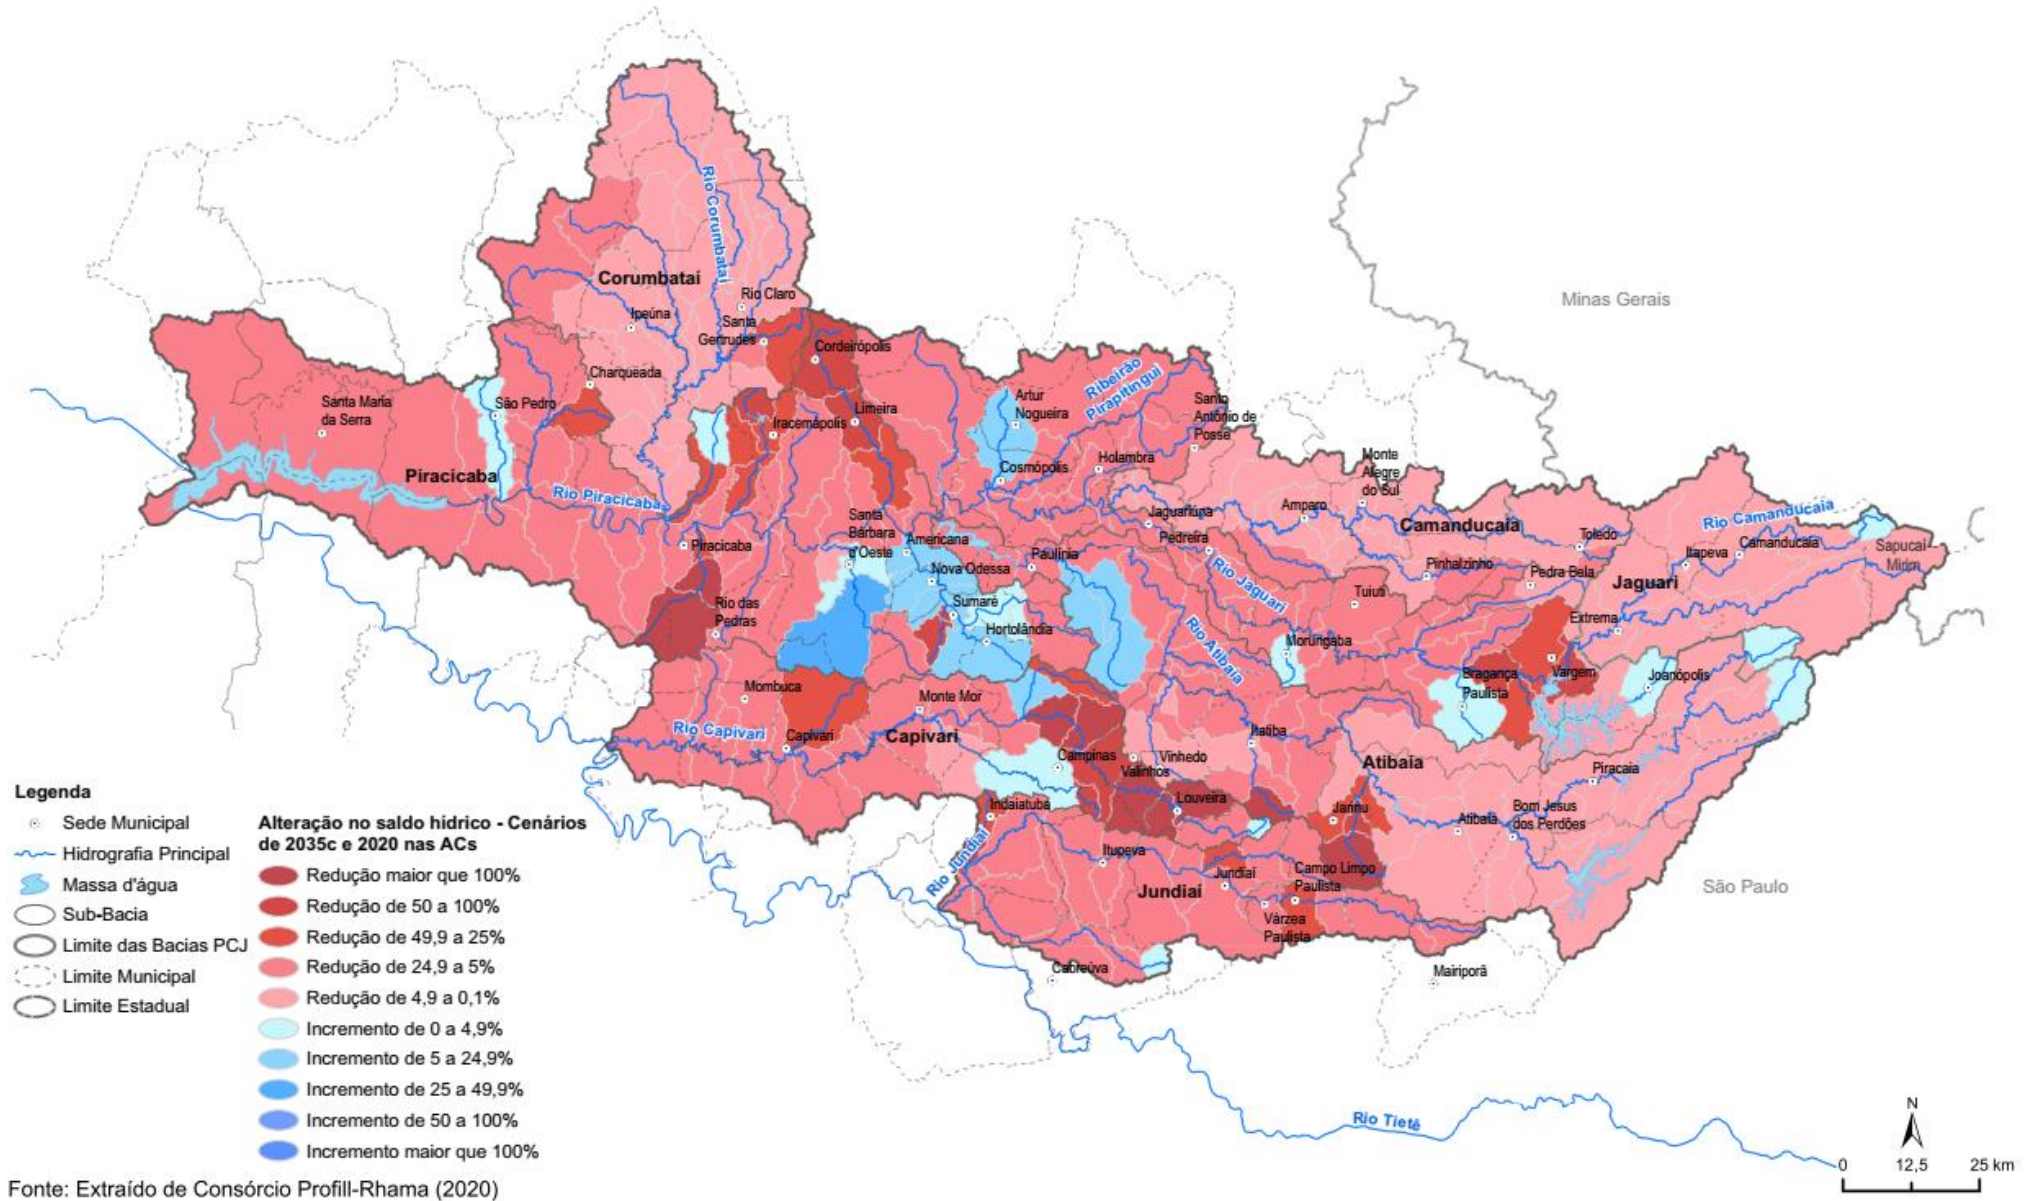 Minas Gerais
Rio Corumbataí
Corumbataí
Rio Claro
Ipeúna
Santa
Gertrudes
Cordeirópolis
Charqueada
Ribeirão
Pirapitingui
Santa Maria
da Serra
São Pedro
Limeira
Iracemápolis
Artur
Nogueira
Santo
Antônio de
Posse
Piracicaba
Cosmópolis
Holambra
Monte
Alegre
do Sul
Rio Piracicaba
Jaguariúna
Amparo
Camanducaia
Rio Camanducaia
Santa
Bárbara
d'Oeste
Americana
Pedreira
Toledo
Piracicaba
Paulínia
Itapeva
Camanducaia
Sapucaí
Mirim
Nova Odessa
Rio Jaguari
Pinhalzinho
Pedra Bela
Jaguari
Rio das
Pedras
Sumaré
Tuiuti
Hortolândia
Rio Atibaia
Morungaba
Extrema
Bragança
Paulista
Vargem
Joanópolis
Mombuca
Monte Mor
Rio Capivari
Capivari
Capivari
Itatiba
Campinas
Valinhos
Vinhedo
Atibaia
Piracaia
Indaiatuba
Louveira
Jarinu
Atibaia
Bom Jesus
dos Perdões
Rio Jundiaí
Itupeva
Jundiaí
Jundiaí
Campo Limpo
Paulista
São Paulo
Várzea
Paulista
Cabreúva
Mairiporã
Rio Tietê
Legenda
Sede Municipal
Hidrografia Principal
Massa d'água
Sub-Bacia
Limite das Bacias PCJ
Limite Municipal
Limite Estadual
Alteração no saldo hídrico - Cenários
de 2035c e 2020 nas ACs
Redução maior que 100%
Redução de 50 a 100%
Redução de 49,9 a 25%
Redução de 24,9 a 5%
Redução de 4,9 a 0,1%
Incremento de 0 a 4,9%
Incremento de 5 a 24,9%
Incremento de 25 a 49,9%
Incremento de 50 a 100%
Incremento maior que 100%
N
0 12,5 25 km
Fonte: Extraído de Consórcio Profill-Rhama (2020)